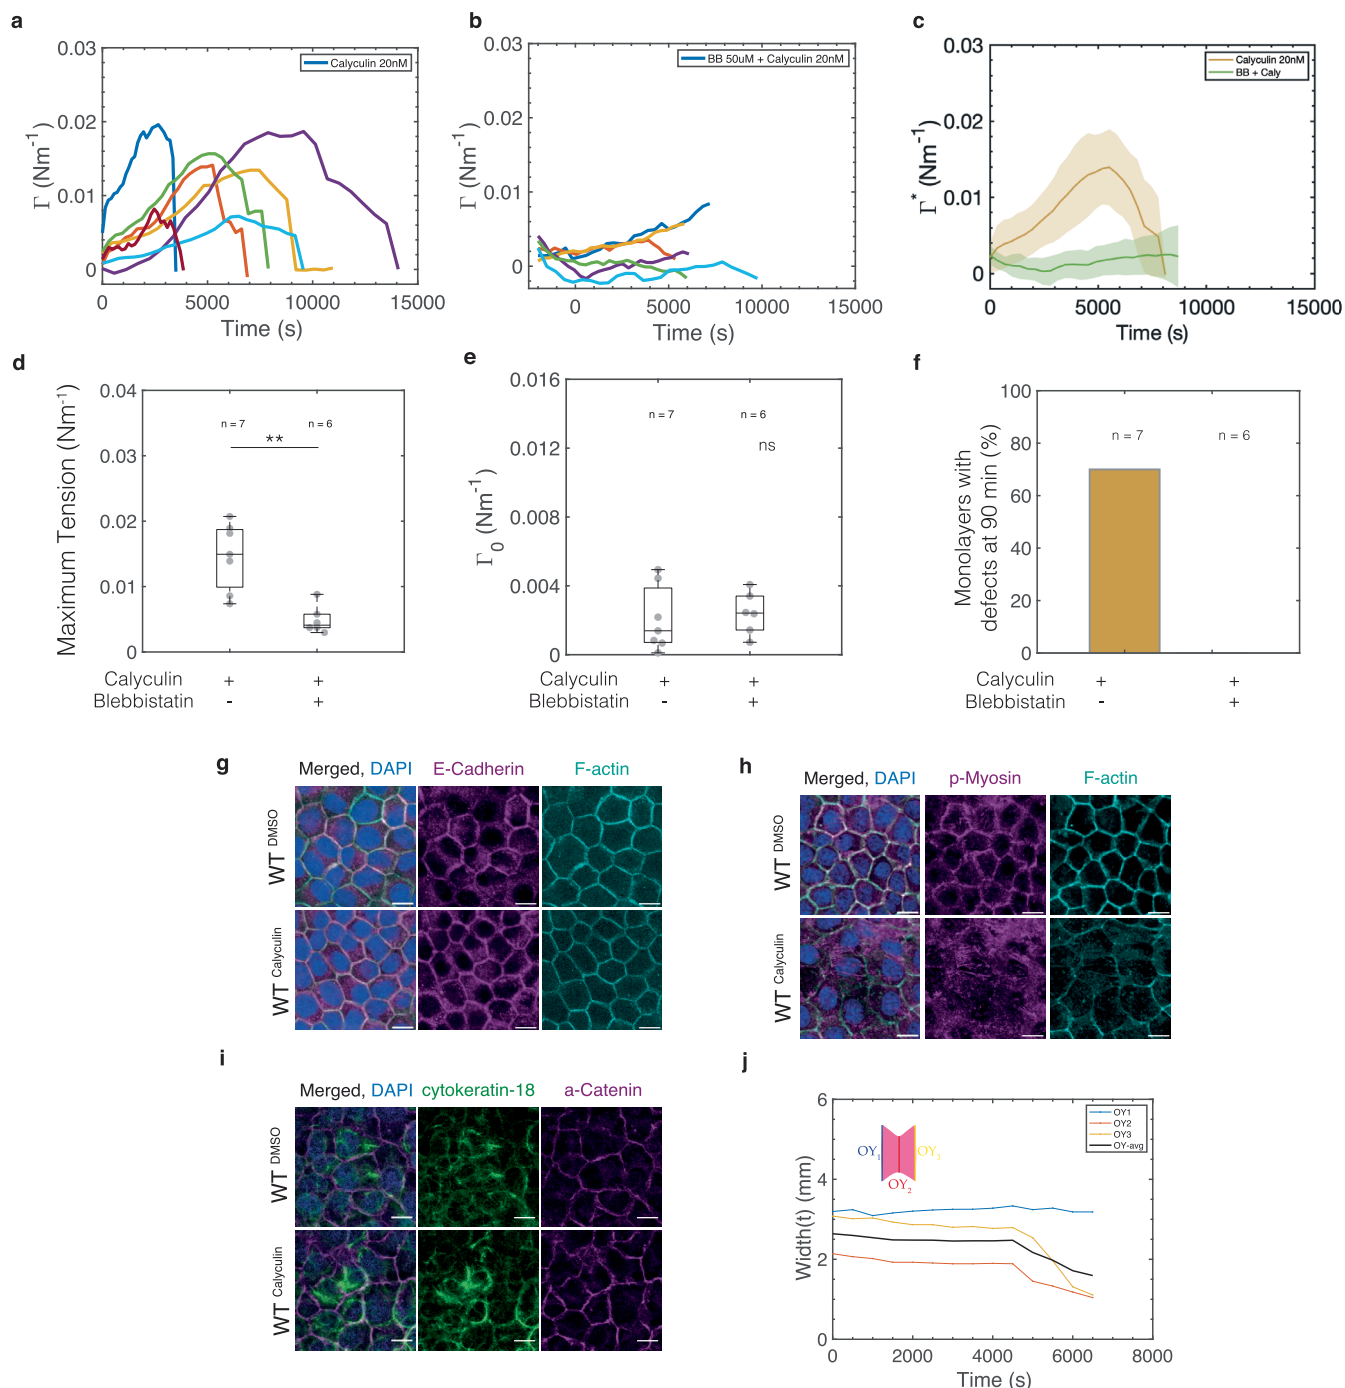 a
0.03
0.02
0.01
0
Γ (Nm-1)
Calyculin 20nM
0
5000
10000
15000
Time (s)
b
0.03
0.02
0.01
0
Γ (Nm-1)
BB 50uM + Calyculin 20nM
0
5000
10000
15000
Time (s)
c
0.03
0.02
0.01
0
Γ* (Nm-1)
Calyculin 20nM
BB + Caly
0
5000
10000
15000
Time (s)
d
0.04
0.03
0.02
0.01
0
Maximum Tension (Nm-1)
n = 7
n = 6
**
Calyculin + +
Blebbistatin - +
e
0.016
0.012
0.008
0.004
0
Γ0 (Nm-1)
n = 7
n = 6
ns
Calyculin + +
Blebbistatin - +
f
100
80
60
40
20
0
Monolayers with
defects at 90 min (%)
n = 7
n = 6
Calyculin + +
Blebbistatin - +
g
Merged, DAPI
E-Cadherin
F-actin
WT DMSO
WT Calyculin
h
Merged, DAPI
p-Myosin
F-actin
WT DMSO
WT Calyculin
i
Merged, DAPI
cytokeratin-18
a-Catenin
WT DMSO
WT Calyculin
j
6
4
2
0
Width(t) (mm)
OY1
OY2
OY3
OY-avg
OY1
OY3
OY2
0
2000
4000
6000
8000
Time (s)